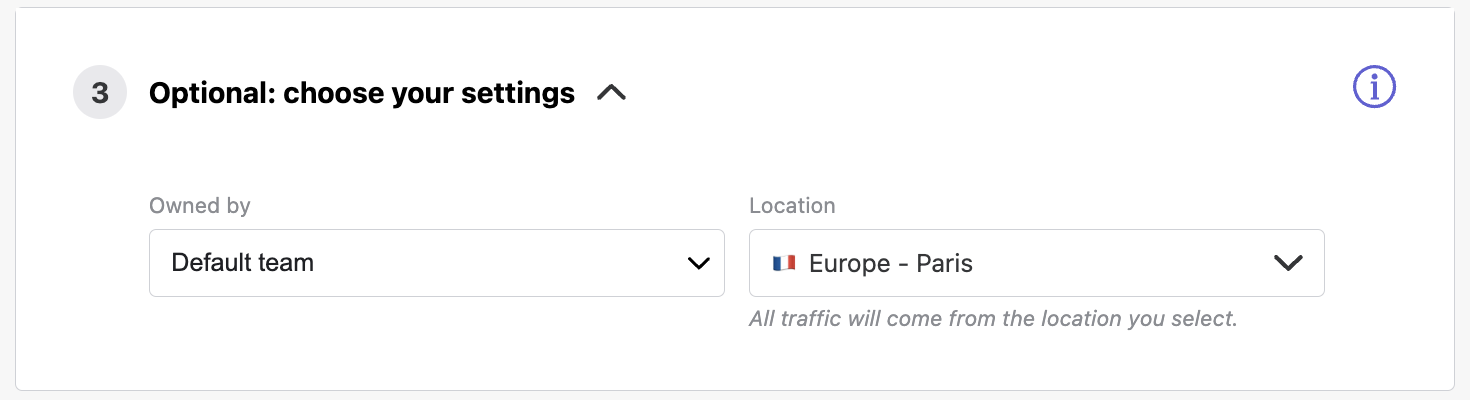 3 Optional: choose your settings
Owned by
Location
Default team
Europe - Paris
All traffic will come from the location you select.